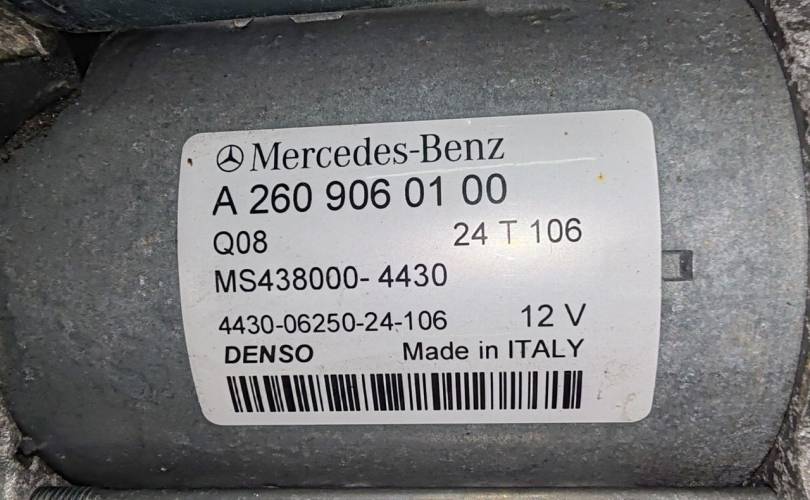 Mercedes-Benz
A 260 906 01 00
Q08 24 T 106
MS438000-4430
4430-06250-24-106 12 V
DENSO Made in ITALY